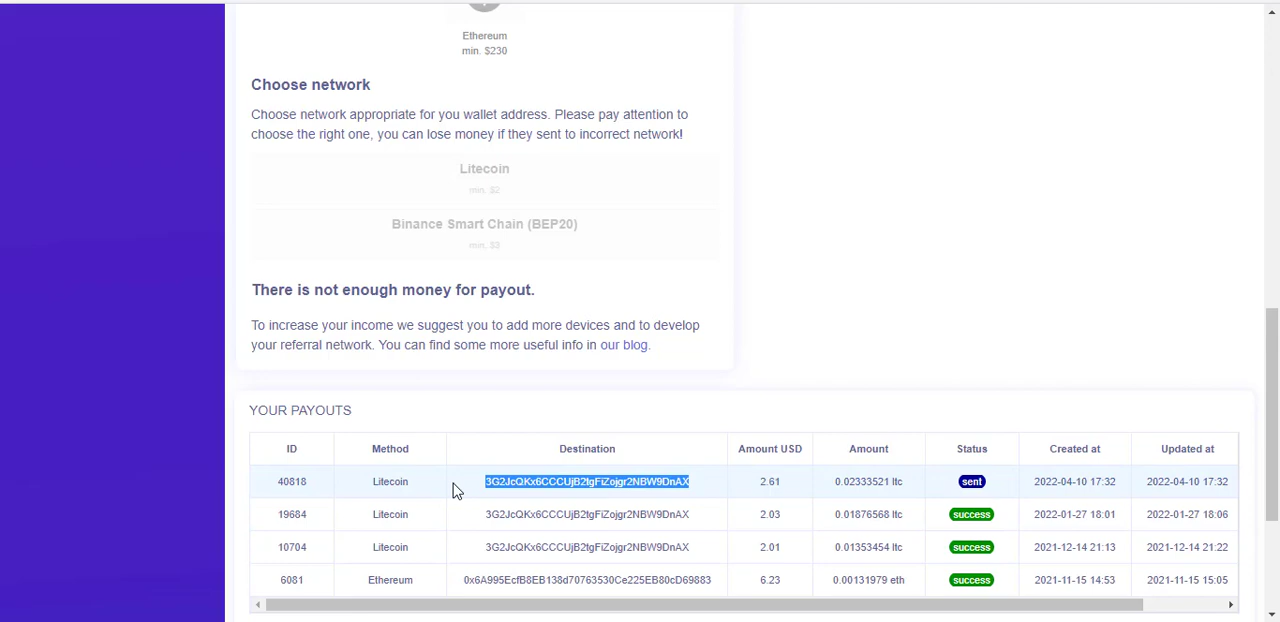 Ethereum
min. $230
Choose network
Choose network appropriate for you wallet address. Please pay attention to
choose the right one, you can lose money if they sent to incorrect network!
Litecoin
min. $2
Binance Smart Chain (BEP20)
min. $3
There is not enough money for payout.
To increase your income we suggest you to add more devices and to develop
your referral network. You can find some more useful info in our blog.
YOUR PAYOUTS
ID Method Destination Amount USD Amount Status Created at Updated at
40818 Litecoin 3G2JcQKx6CCCUjB2tgFiZojgr2NBW9DnAX 2.61 0.02333521 ltc sent 2022-04-10 17:32 2022-04-10 17:32
19684 Litecoin 3G2JcQKx6CCCUjB2tgFiZojgr2NBW9DnAX 2.03 0.01876568 ltc success 2022-01-27 18:01 2022-01-27 18:06
10704 Litecoin 3G2JcQKx6CCCUjB2tgFiZojgr2NBW9DnAX 2.01 0.01353454 ltc success 2021-12-14 21:13 2021-12-14 21:22
6081 Ethereum 0x6A995EcfB8EB138d70763530Ce225EB80cD69883 6.23 0.00131979 eth success 2021-11-15 14:53 2021-11-15 15:05